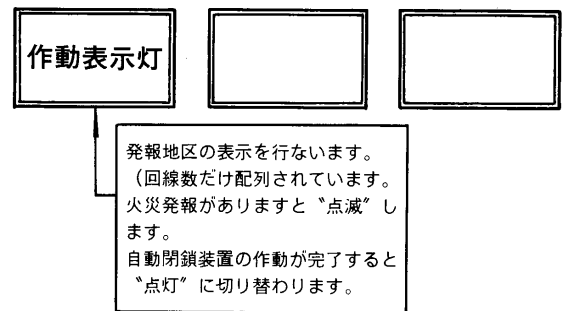 作動表示灯
発報地区の表示を行ないます。
（回線数だけ配列されています。
火災発報がありますと〝点滅〟し
ます。
自動閉鎖装置の作動が完了すると
〝点灯〟に切り替わります。